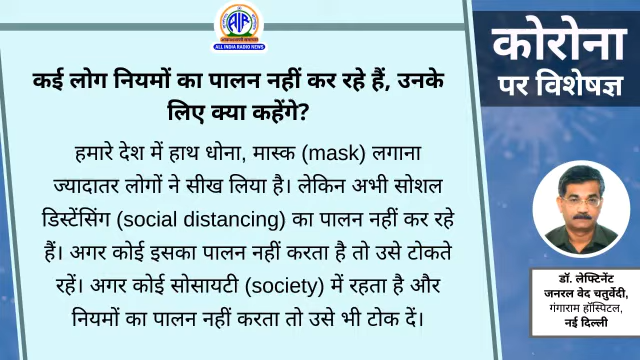 AIR
ALL INDIA RADIO NEWS
कोरोना
पर विशेषज्ञ
कई लोग नियमों का पालन नहीं कर रहे हैं, उनके
लिए क्या कहेंगे?
हमारे देश में हाथ धोना, मास्क (mask) लगाना
ज्यादातर लोगों ने सीख लिया है। लेकिन अभी सोशल
डिस्टेंसिंग (social distancing) का पालन नहीं कर रहे
हैं। अगर कोई इसका पालन नहीं करता है तो उसे टोकते
रहें। अगर कोई सोसायटी (society) में रहता है और
नियमों का पालन नहीं करता तो उसे भी टोक दें।
डॉ. लेफ्टिनेंट
जनरल वेद चतुर्वेदी,
गंगाराम हॉस्पिटल,
नई दिल्ली